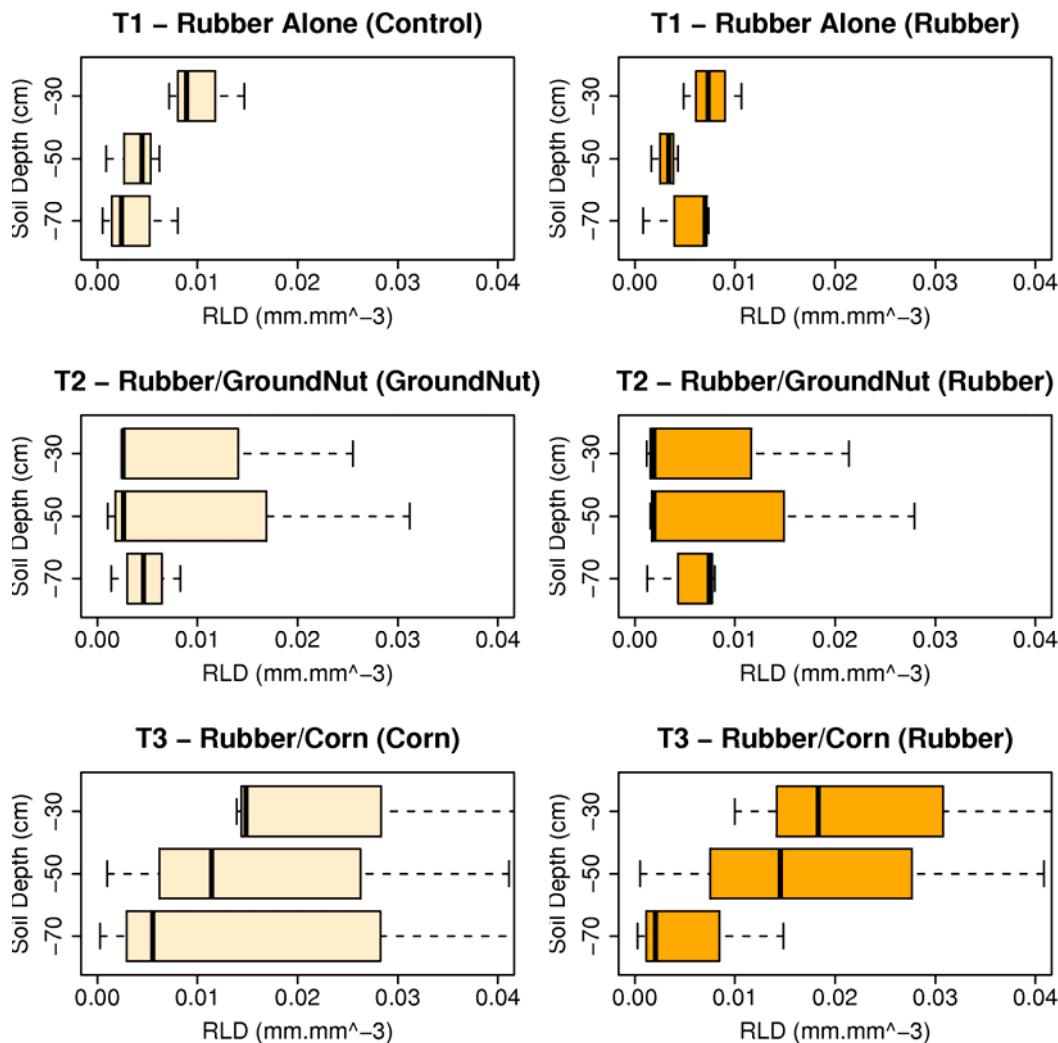 T1 − Rubber Alone (Control)
Soil Depth (cm)
−30
−50
−70
0.00 0.01 0.02 0.03 0.04
RLD (mm.mm^−3)
T1 − Rubber Alone (Rubber)
Soil Depth (cm)
−30
−50
−70
0.00 0.01 0.02 0.03 0.04
RLD (mm.mm^−3)
T2 − Rubber/GroundNut (GroundNut)
Soil Depth (cm)
−30
−50
−70
0.00 0.01 0.02 0.03 0.04
RLD (mm.mm^−3)
T2 − Rubber/GroundNut (Rubber)
Soil Depth (cm)
−30
−50
−70
0.00 0.01 0.02 0.03 0.04
RLD (mm.mm^−3)
T3 − Rubber/Corn (Corn)
Soil Depth (cm)
−30
−50
−70
0.00 0.01 0.02 0.03 0.04
RLD (mm.mm^−3)
T3 − Rubber/Corn (Rubber)
Soil Depth (cm)
−30
−50
−70
0.00 0.01 0.02 0.03 0.04
RLD (mm.mm^−3)